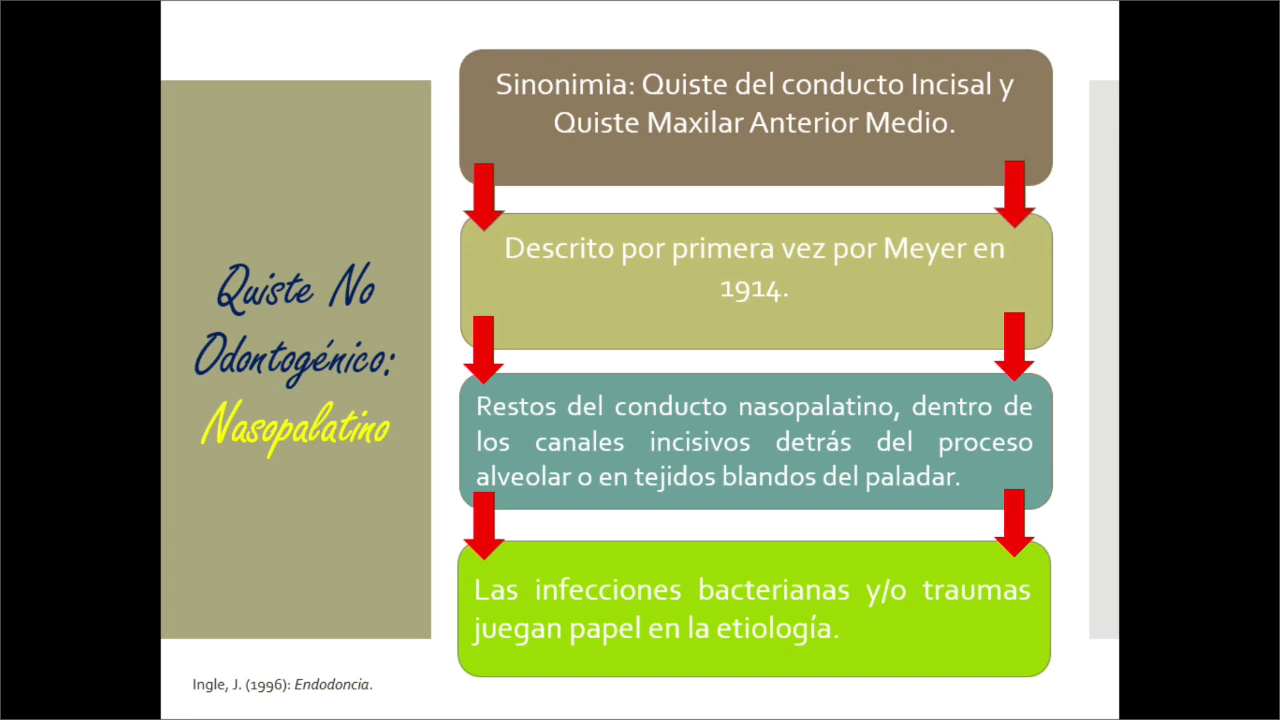 Quiste No
Odontogénico:
Nasopalatino
Sinonimia: Quiste del conducto Incisal y
Quiste Maxilar Anterior Medio.
Descrito por primera vez por Meyer en
1914.
Restos del conducto nasopalatino, dentro de
los canales incisivos detrás del proceso
alveolar o en tejidos blandos del paladar.
Las infecciones bacterianas y/o traumas
juegan papel en la etiología.
Ingle, J. (1996): Endodoncia.